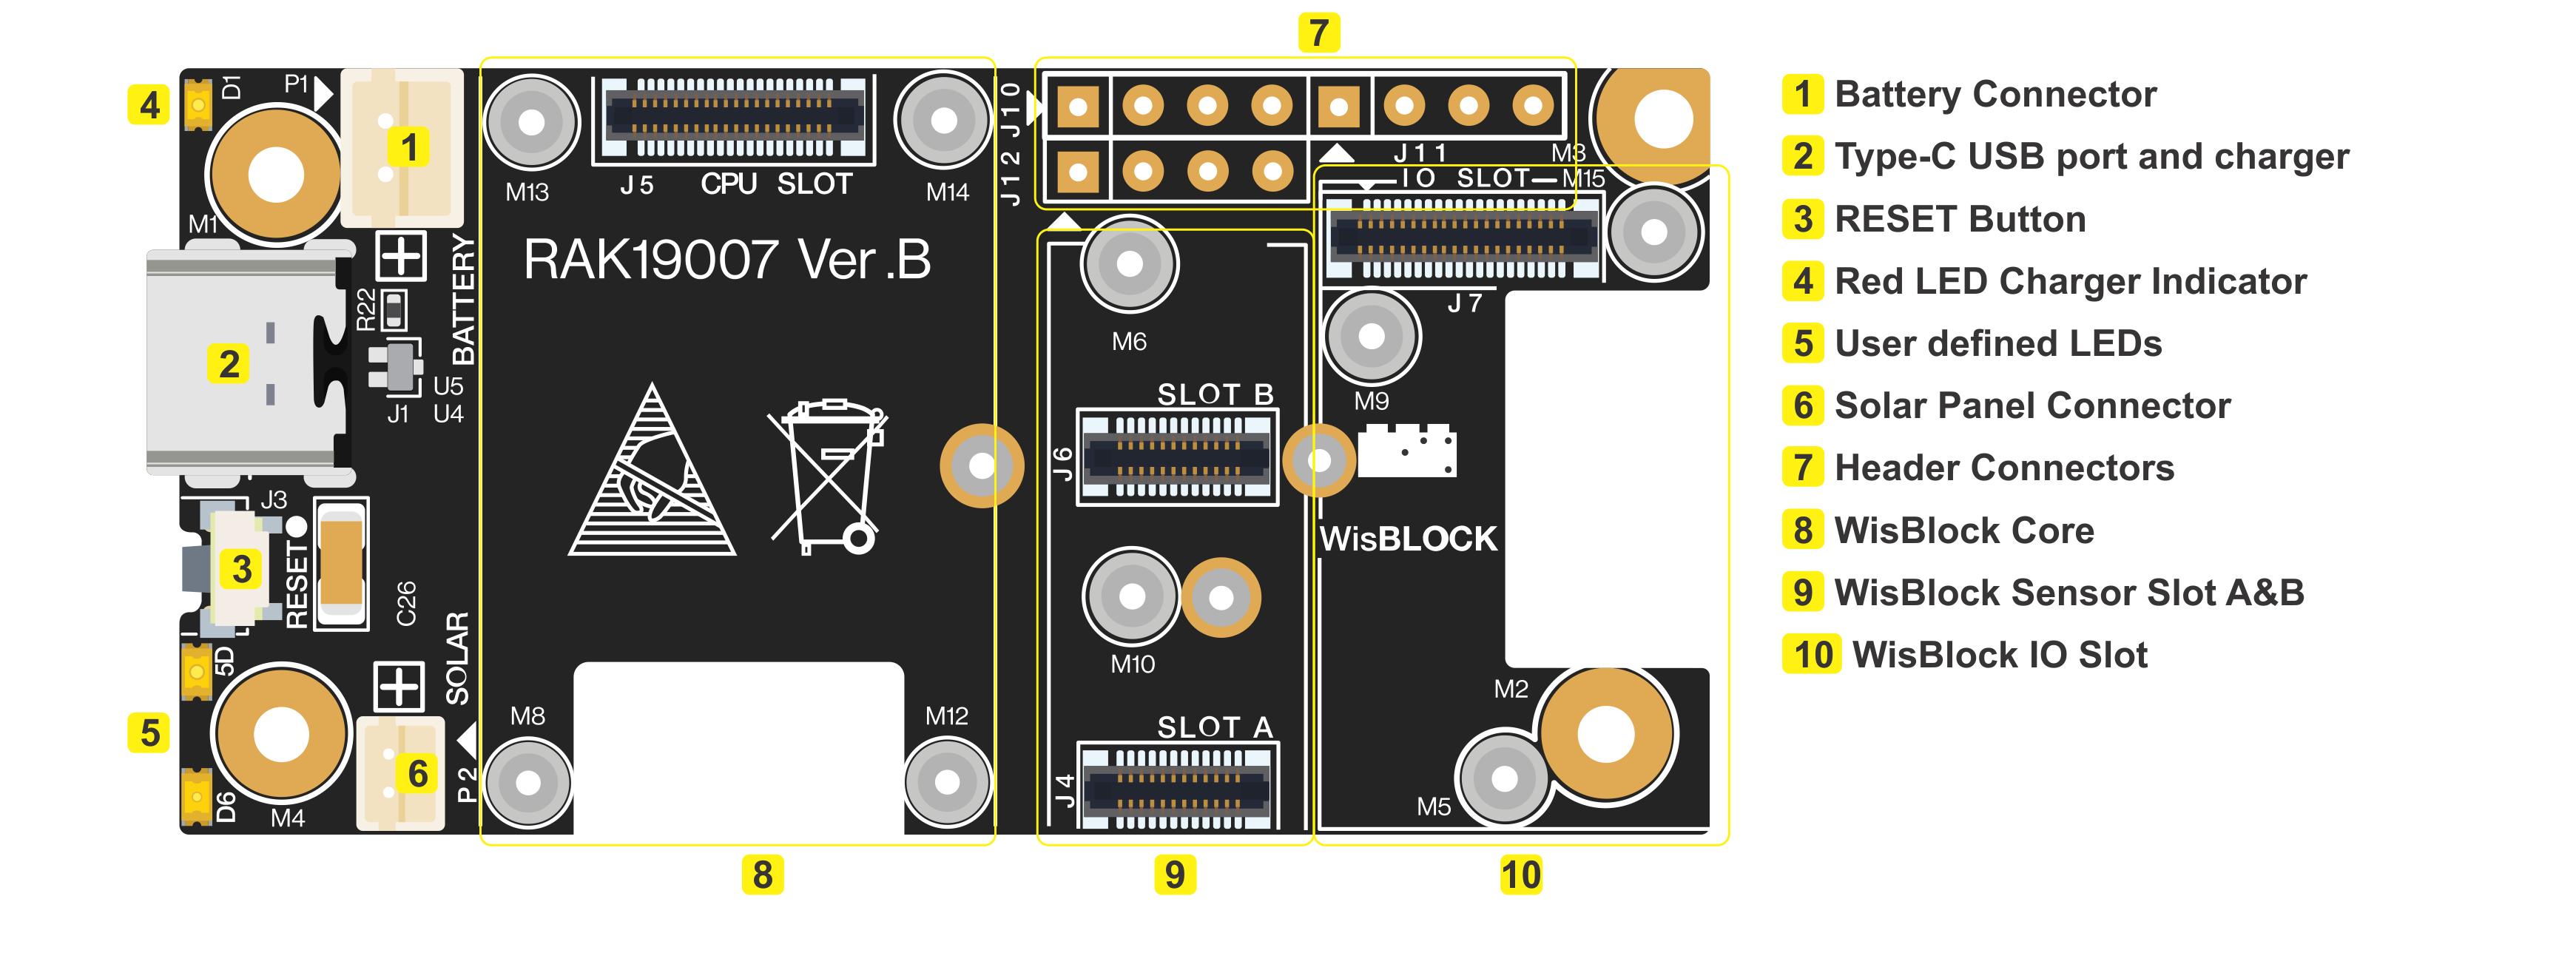 7
4
D1
P1
1
M13
J5 CPU SLOT
M14
J10
J12
J11
M3
IO SLOT
M15
M1
RAK19007 Ver.B
BATTERY
R22
2
U5
J1 U4
M6
J7
M9
SLOT B
J6
WisBLOCK
J3
3
RESET
C26
SOLAR
5D
M10
5
D6
M4
6
P2
M8
M12
SLOT A
J4
M2
M5
8
9
10
1 Battery Connector
2 Type-C USB port and charger
3 RESET Button
4 Red LED Charger Indicator
5 User defined LEDs
6 Solar Panel Connector
7 Header Connectors
8 WisBlock Core
9 WisBlock Sensor Slot A&B
10 WisBlock IO Slot